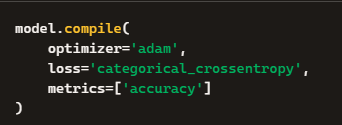 model.compile(
    optimizer='adam',
    loss='categorical_crossentropy',
    metrics=['accuracy']
)